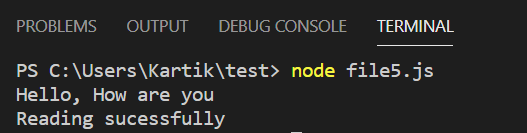 PROBLEMS OUTPUT DEBUG CONSOLE TERMINAL
PS C:\Users\Kartik\test> node file5.js
Hello, How are you
Reading sucessfully